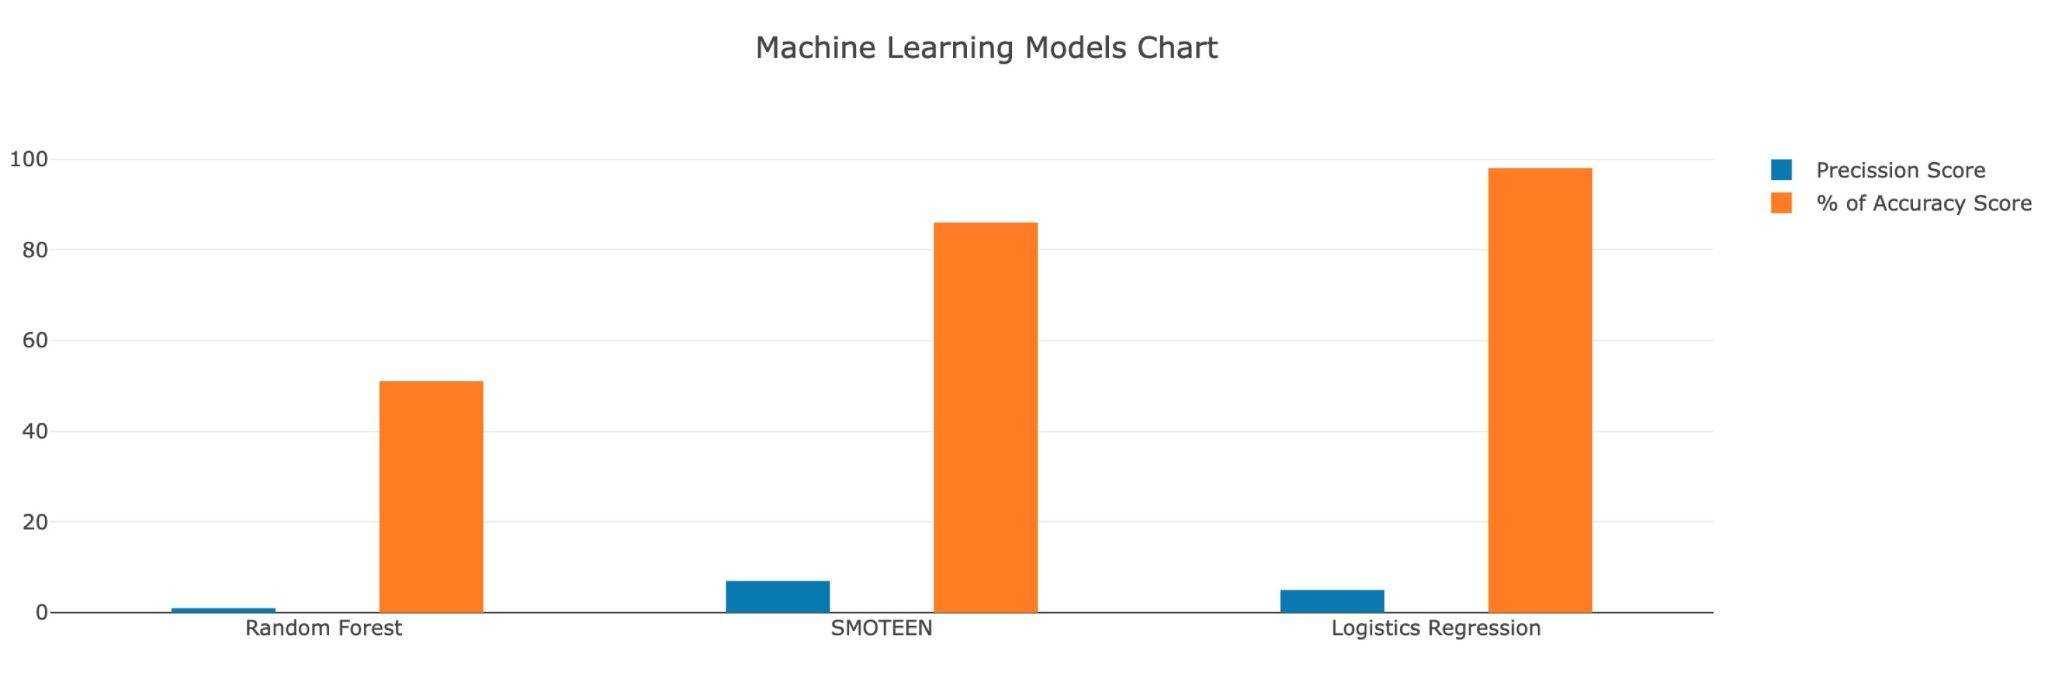 Machine Learning Models Chart
100
80
60
40
20
0
Random Forest
SMOTEEN
Logistics Regression
Precission Score
% of Accuracy Score